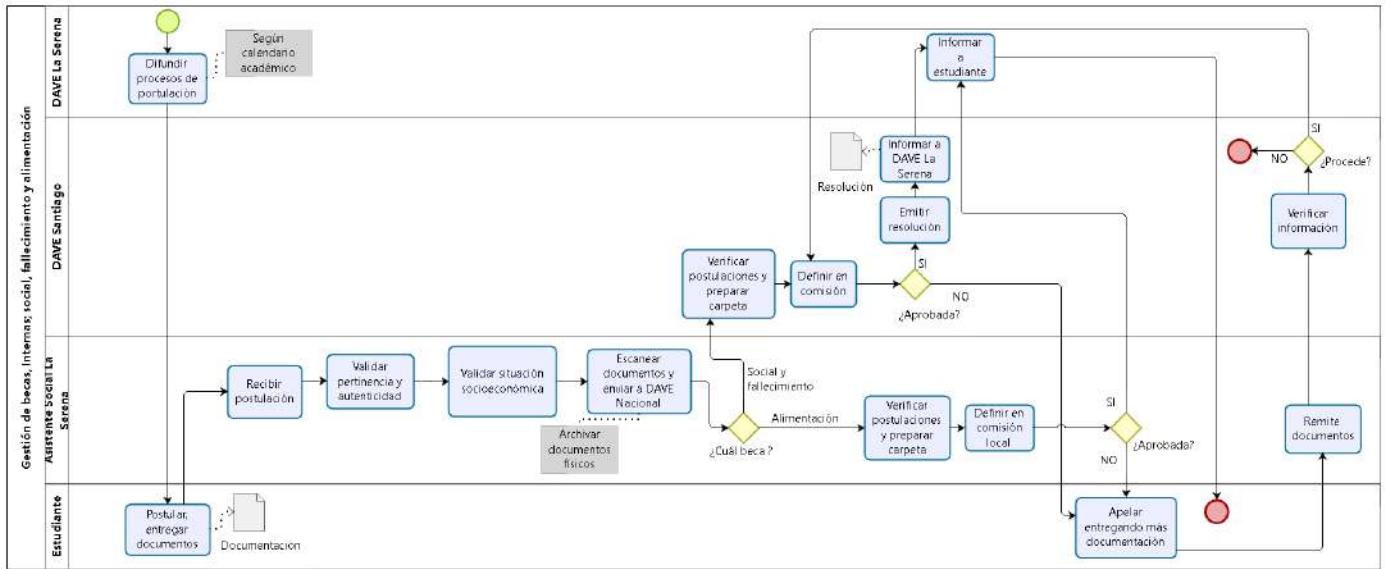 Gestión de becas, internas; social, fallecimiento y alimentación
DAVE La Serena
Difundir
procesos de
portulación
Según
calendario
académico
Informar
a
estudiante
DAVE Santiago
Resolución
Informar a
DAVE La
Serena
Emitir
resolución
Verificar
postulaciones y
preparar
carpeta
Definir en
comisión
SI
NO
¿Aprobada?
SI
NO
¿Procede?
Verificar
información
Asistente Social La
Serena
Recibir
postulación
Validar
pertinencia y
autenticidad
Validar situación
socioeconómica
Escanear
documentos y
enviar a DAVE
Nacional
Archivar
documentos
físicos
Social y
fallecimiento
Alimentación
¿Cuál beca ?
Verificar
postulaciones
y preparar
carpeta
Definir en
comisión
local
SI
¿Aprobada?
NO
Remite
documentos
Estudiante
Postular,
entregar
documentos
Documentación
Apelar
entregando más
documentación